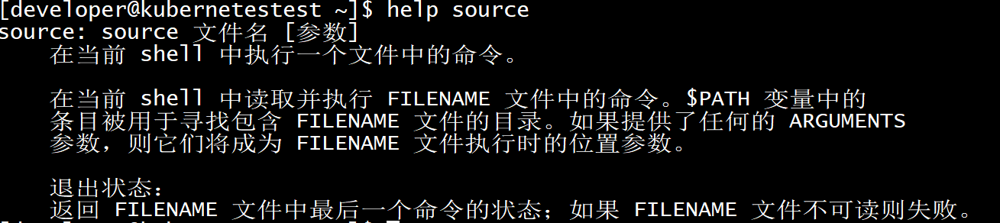 [developer@kubernetestest ~]$ help source
source: source 文件名 [参数]
在当前 shell 中执行一个文件中的命令。
在当前 shell 中读取并执行 FILENAME 文件中的命令。$PATH 变量中的
条目被用于寻找包含 FILENAME 文件的目录。如果提供了任何的 ARGUMENTS
参数，则它们将成为 FILENAME 文件执行时的位置参数。
退出状态：
返回 FILENAME 文件中最后一个命令的状态；如果 FILENAME 文件不可读则失败。